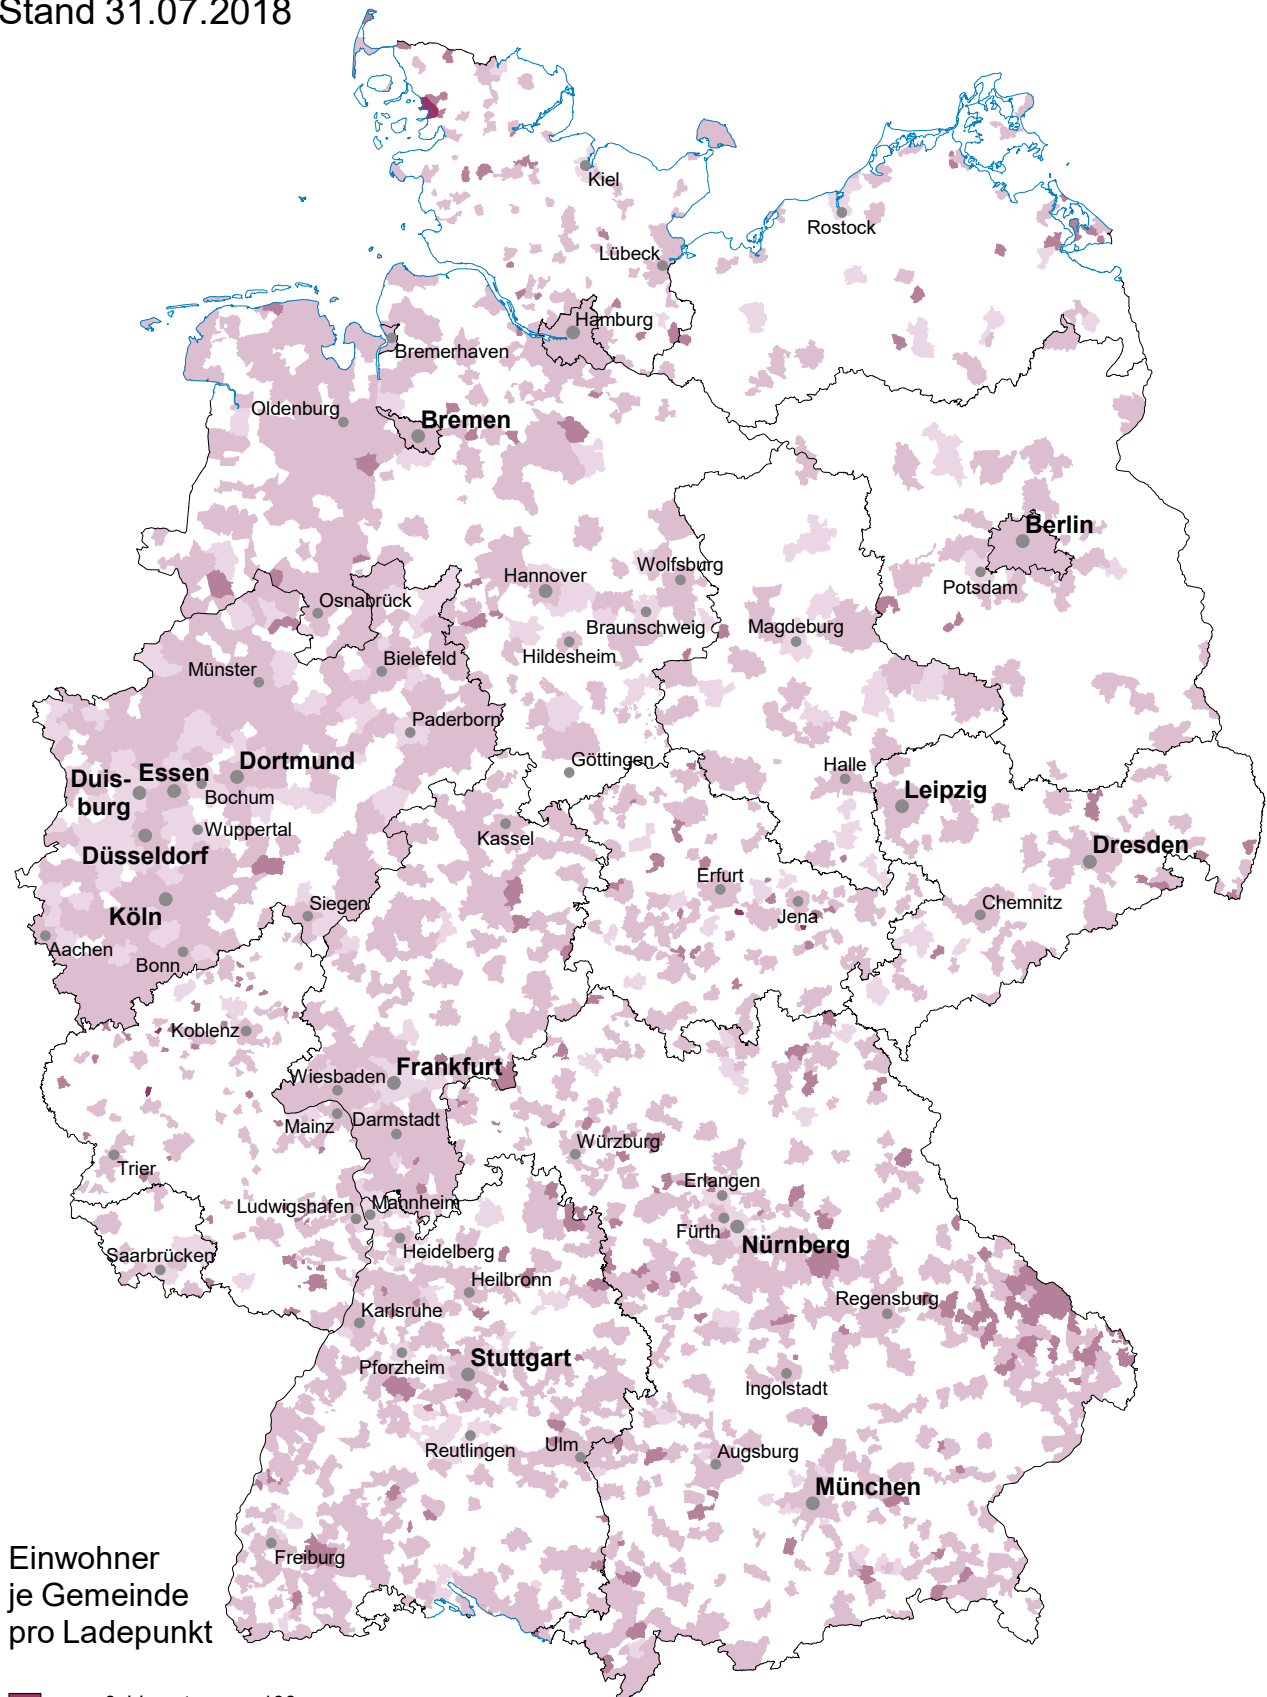 Stand 31.07.2018
Kiel
Rostock
Lübeck
Hamburg
Bremerhaven
Oldenburg
Bremen
Berlin
Wolfsburg
Hannover
Potsdam
Osnabrück
Braunschweig
Magdeburg
Hildesheim
Bielefeld
Münster
Paderborn
Göttingen
Dortmund
Halle
Essen
Duis-
burg
Bochum
Leipzig
Wuppertal
Kassel
Dresden
Düsseldorf
Erfurt
Siegen
Chemnitz
Köln
Jena
Aachen
Bonn
Koblenz
Frankfurt
Wiesbaden
Mainz
Darmstadt
Würzburg
Trier
Erlangen
Ludwigshafen
Mannheim
Fürth
Nürnberg
Heidelberg
Saarbrücken
Heilbronn
Regensburg
Karlsruhe
Stuttgart
Pforzheim
Ingolstadt
Reutlingen
Ulm
Augsburg
München
Freiburg
Einwohner
je Gemeinde
pro Ladepunkt